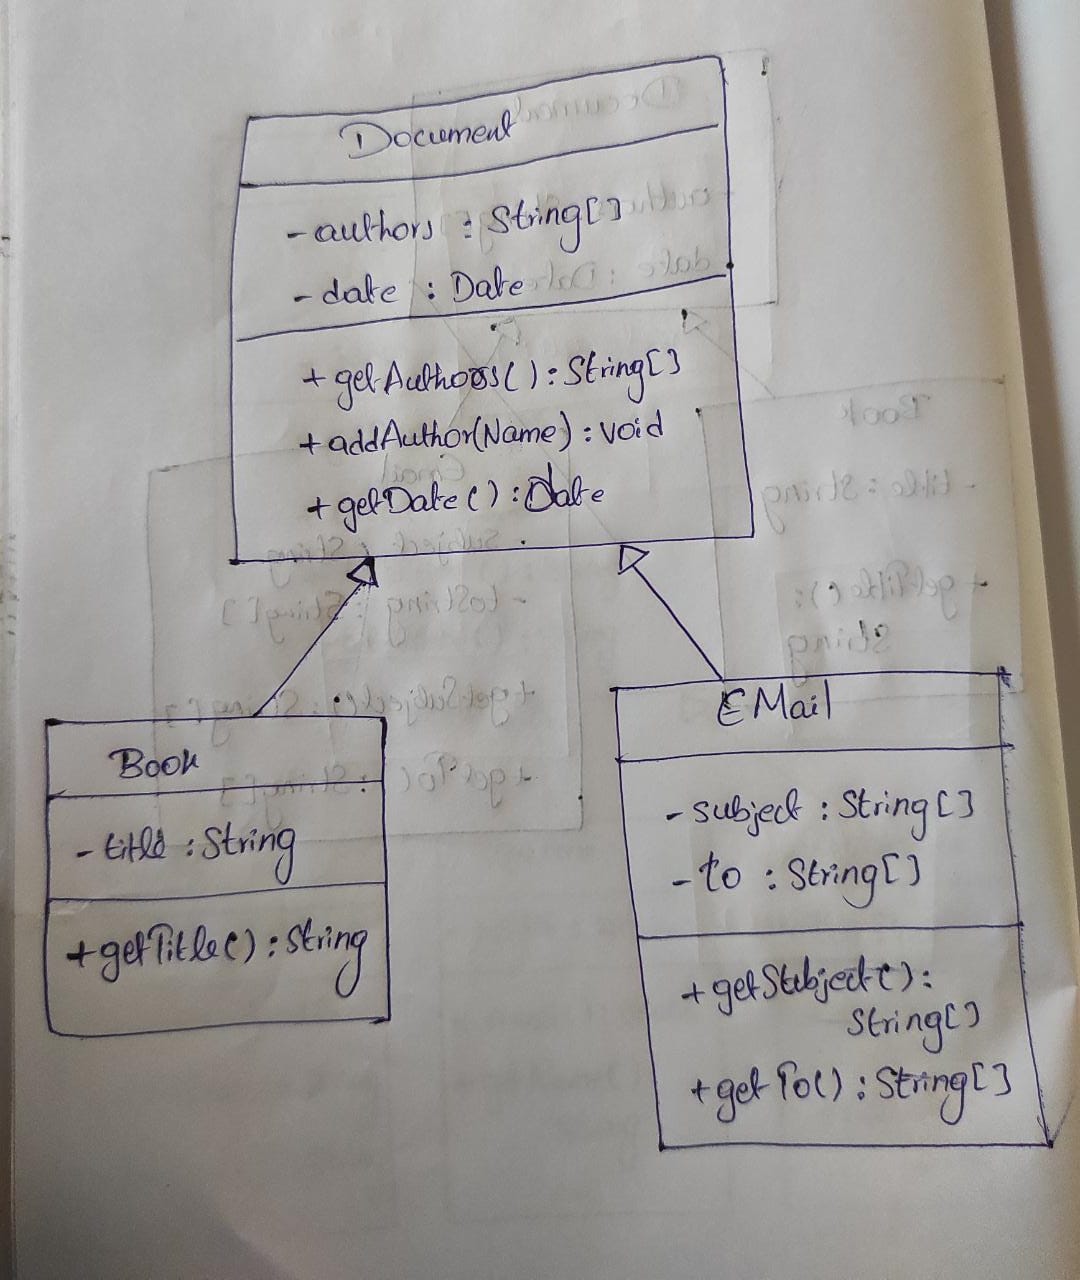 Document
- authors : String[]
- date : Date
+ getAuthors() : String[]
+ addAuthor(Name) : void
+ getDate() : Date
Book
- title : String
+ getTitle() : String
EMail
- subject : String[]
- to : String[]
+ getSubject() :
String[]
+ getTo() : String[]